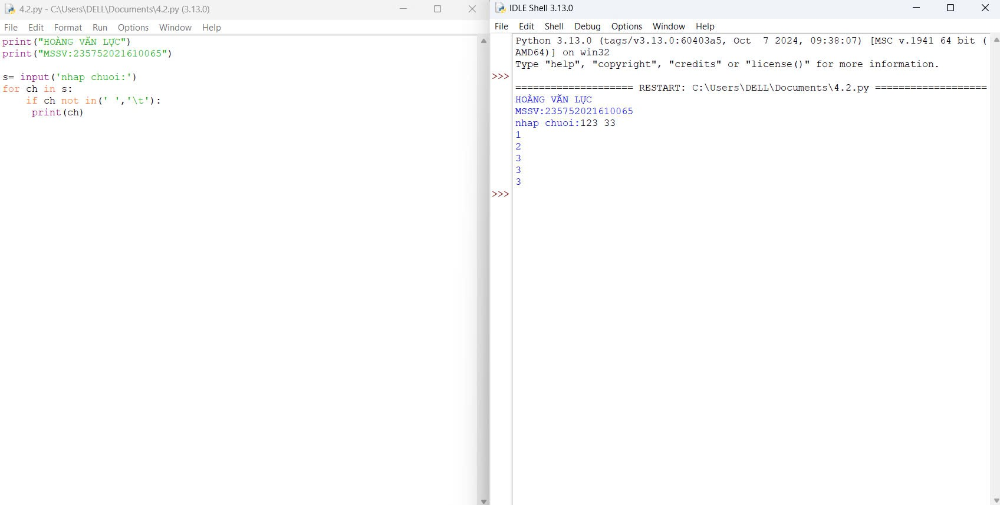 4.2.py - C:\Users\DELL\Documents\4.2.py (3.13.0)
File Edit Format Run Options Window Help
print("HOÀNG VĂN LỰC")
print("MSSV:235752021610065")
s= input('nhap chuoi:')
for ch in s:
    if ch not in(' ','\t'):
     print(ch)
IDLE Shell 3.13.0
File Edit Shell Debug Options Window Help
Python 3.13.0 (tags/v3.13.0:60403a5, Oct  7 2024, 09:38:07) [MSC v.1941 64 bit (
AMD64)] on win32
Type "help", "copyright", "credits" or "license()" for more information.
>>>
==================== RESTART: C:\Users\DELL\Documents\4.2.py ===================
HOÀNG VĂN LỰC
MSSV:235752021610065
nhap chuoi:123 33
1
2
3
3
3
>>>